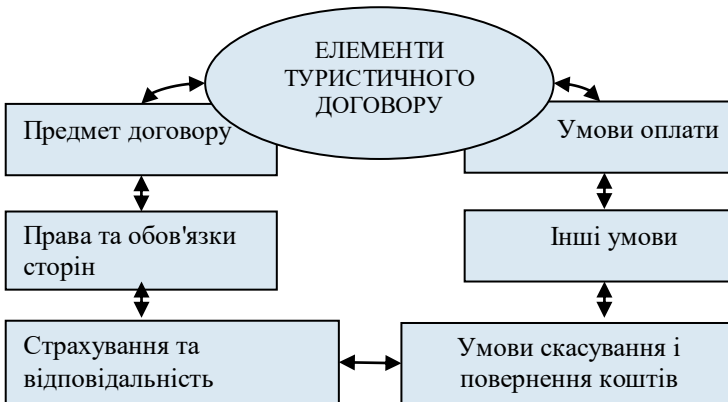 ЕЛЕМЕНТИ
ТУРИСТИЧНОГО
ДОГОВОРУ
Предмет договору
Умови оплати
Права та обов'язки
сторін
Інші умови
Страхування та
відповідальність
Умови скасування і
повернення коштів